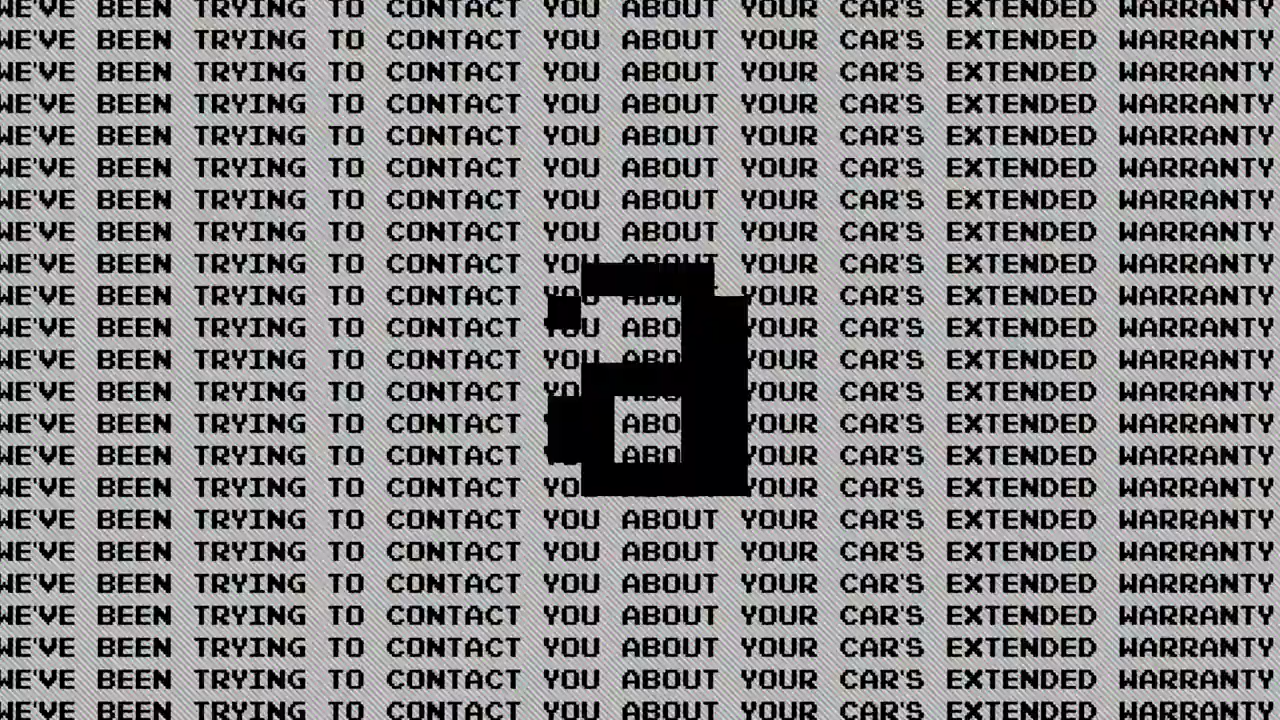 WE'VE BEEN TRYING TO CONTACT YOU ABOUT YOUR CAR'S EXTENDED WARRANTY
WE'VE BEEN TRYING TO CONTACT YOU ABOUT YOUR CAR'S EXTENDED WARRANTY
WE'VE BEEN TRYING TO CONTACT YOU ABOUT YOUR CAR'S EXTENDED WARRANTY
WE'VE BEEN TRYING TO CONTACT YOU ABOUT YOUR CAR'S EXTENDED WARRANTY
WE'VE BEEN TRYING TO CONTACT YOU ABOUT YOUR CAR'S EXTENDED WARRANTY
WE'VE BEEN TRYING TO CONTACT YOU ABOUT YOUR CAR'S EXTENDED WARRANTY
WE'VE BEEN TRYING TO CONTACT YOU ABOUT YOUR CAR'S EXTENDED WARRANTY
WE'VE BEEN TRYING TO CONTACT YOU ABOUT YOUR CAR'S EXTENDED WARRANTY
WE'VE BEEN TRYING TO CONTACT YOU ABOUT YOUR CAR'S EXTENDED WARRANTY
WE'VE BEEN TRYING TO CONTACT YOU ABO YOUR CAR'S EXTENDED WARRANTY
WE'VE BEEN TRYING TO CONTACT YOU ABO YOUR CAR'S EXTENDED WARRANTY
WE'VE BEEN TRYING TO CONTACT YOU ABO YOUR CAR'S EXTENDED WARRANTY
a
WE'VE BEEN TRYING TO CONTACT YO ABO YOUR CAR'S EXTENDED WARRANTY
WE'VE BEEN TRYING TO CONTACT ABO YOUR CAR'S EXTENDED WARRANTY
WE'VE BEEN TRYING TO CONTACT ABO YOUR CAR'S EXTENDED WARRANTY
WE'VE BEEN TRYING TO CONTACT YO YOUR CAR'S EXTENDED WARRANTY
WE'VE BEEN TRYING TO CONTACT YOU ABOUT YOUR CAR'S EXTENDED WARRANTY
WE'VE BEEN TRYING TO CONTACT YOU ABOUT YOUR CAR'S EXTENDED WARRANTY
WE'VE BEEN TRYING TO CONTACT YOU ABOUT YOUR CAR'S EXTENDED WARRANTY
WE'VE BEEN TRYING TO CONTACT YOU ABOUT YOUR CAR'S EXTENDED WARRANTY
WE'VE BEEN TRYING TO CONTACT YOU ABOUT YOUR CAR'S EXTENDED WARRANTY
WE'VE BEEN TRYING TO CONTACT YOU ABOUT YOUR CAR'S EXTENDED WARRANTY
WE'VE BEEN TRYING TO CONTACT YOU ABOUT YOUR CAR'S EXTENDED WARRANTY